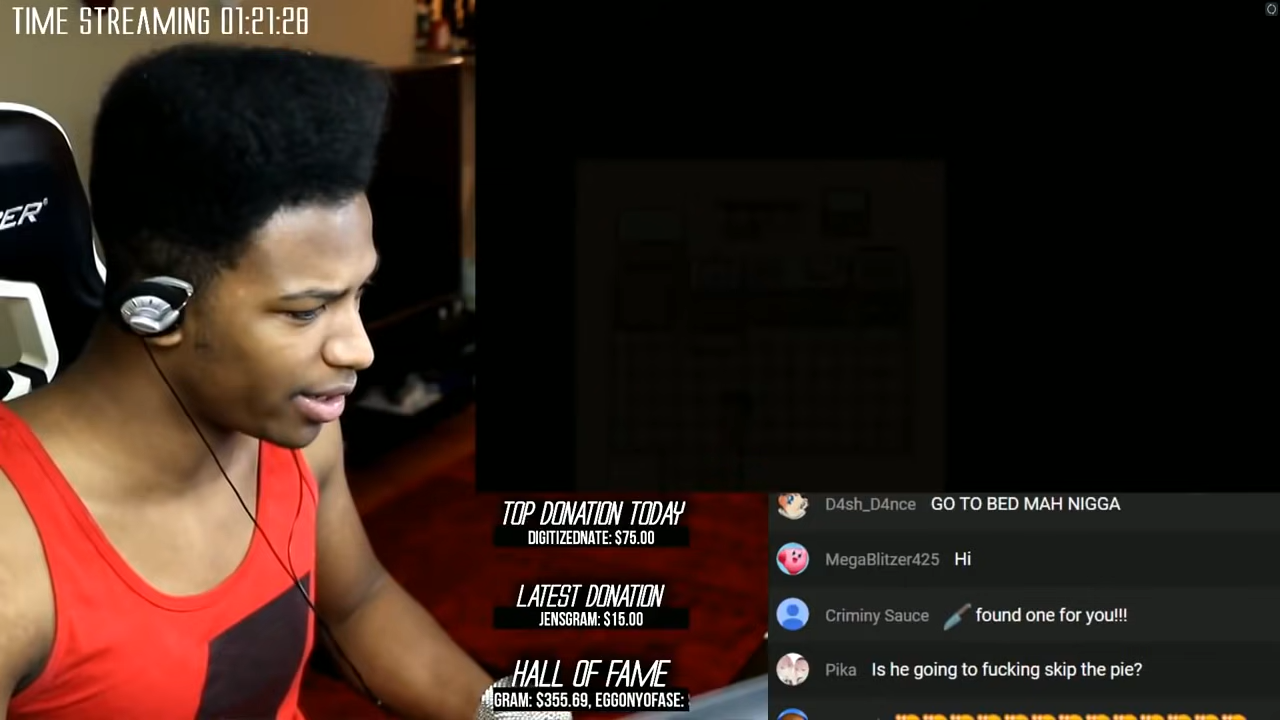 TIME STREAMING 01:21:28
ER®
TOP DONATION TODAY
DIGITIZEDNATE: $75.00
LATEST DONATION
JENSGRAM: $15.00
HALL OF FAME
GRAM: $355.69, EGGONYOFASE:
D4sh_D4nce GO TO BED MAH NIGGA
MegaBlitzer425 Hi
Criminy Sauce 🔪 found one for you!!!
Pika Is he going to fucking skip the pie?